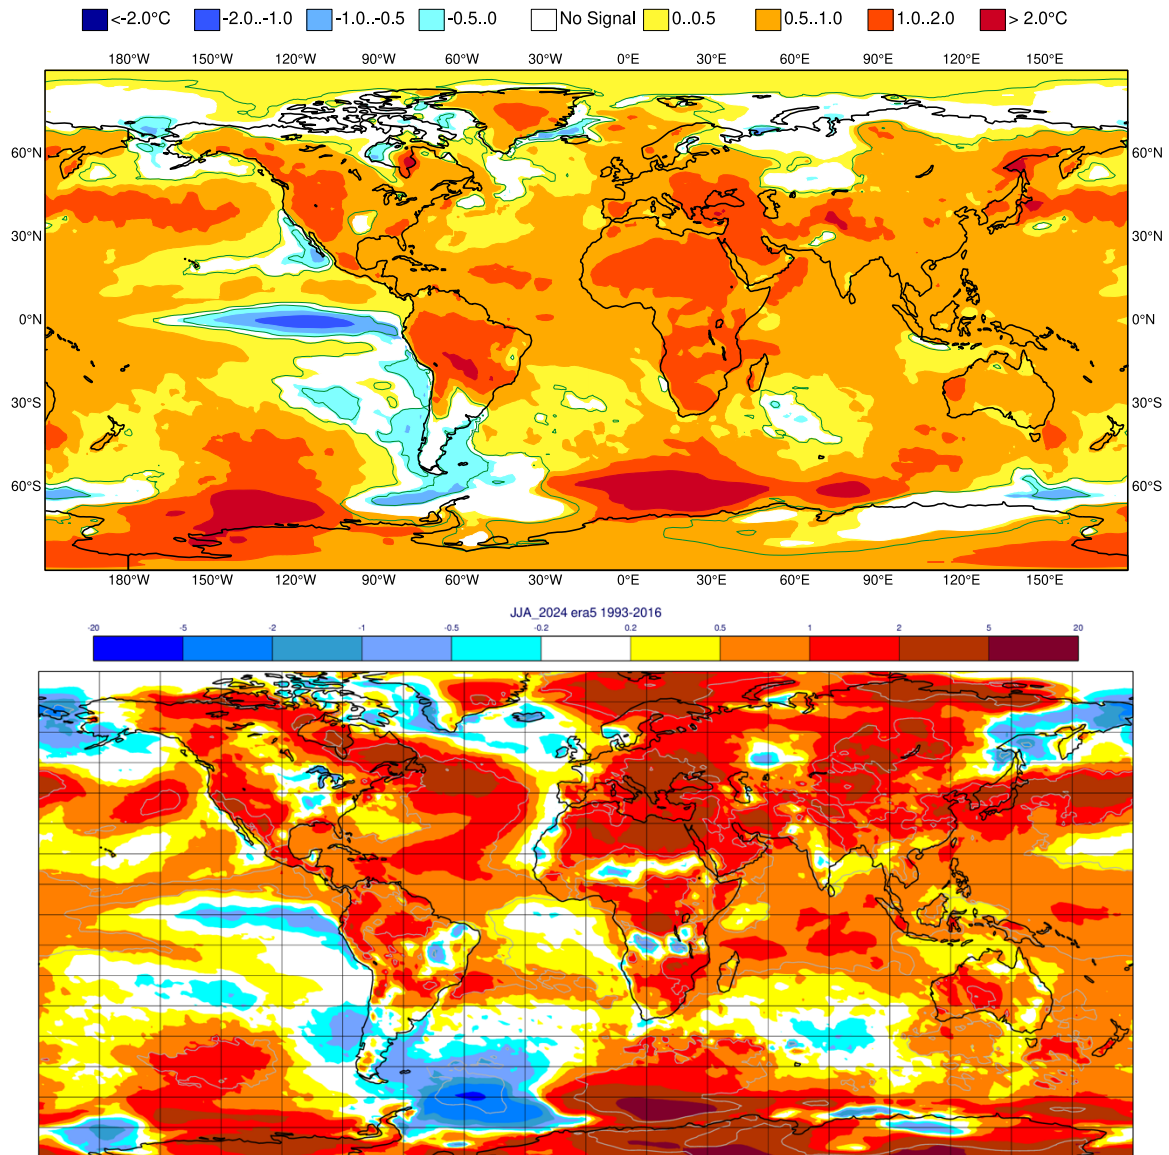 <-2.0°C -2.0..-1.0 -1.0..-0.5 -0.5..0 No Signal 0..0.5 0.5..1.0 1.0..2.0 > 2.0°C
180°W 150°W 120°W 90°W 60°W 30°W 0°E 30°E 60°E 90°E 120°E 150°E
60°N 60°N
30°N 30°N
0°N 0°N
30°S 30°S
60°S 60°S
180°W 150°W 120°W 90°W 60°W 30°W 0°E 30°E 60°E 90°E 120°E 150°E
JJA_2024 era5 1993-2016
-20 -5 -2 -1 -0.5 -0.2 0.2 0.5 1 2 5 20